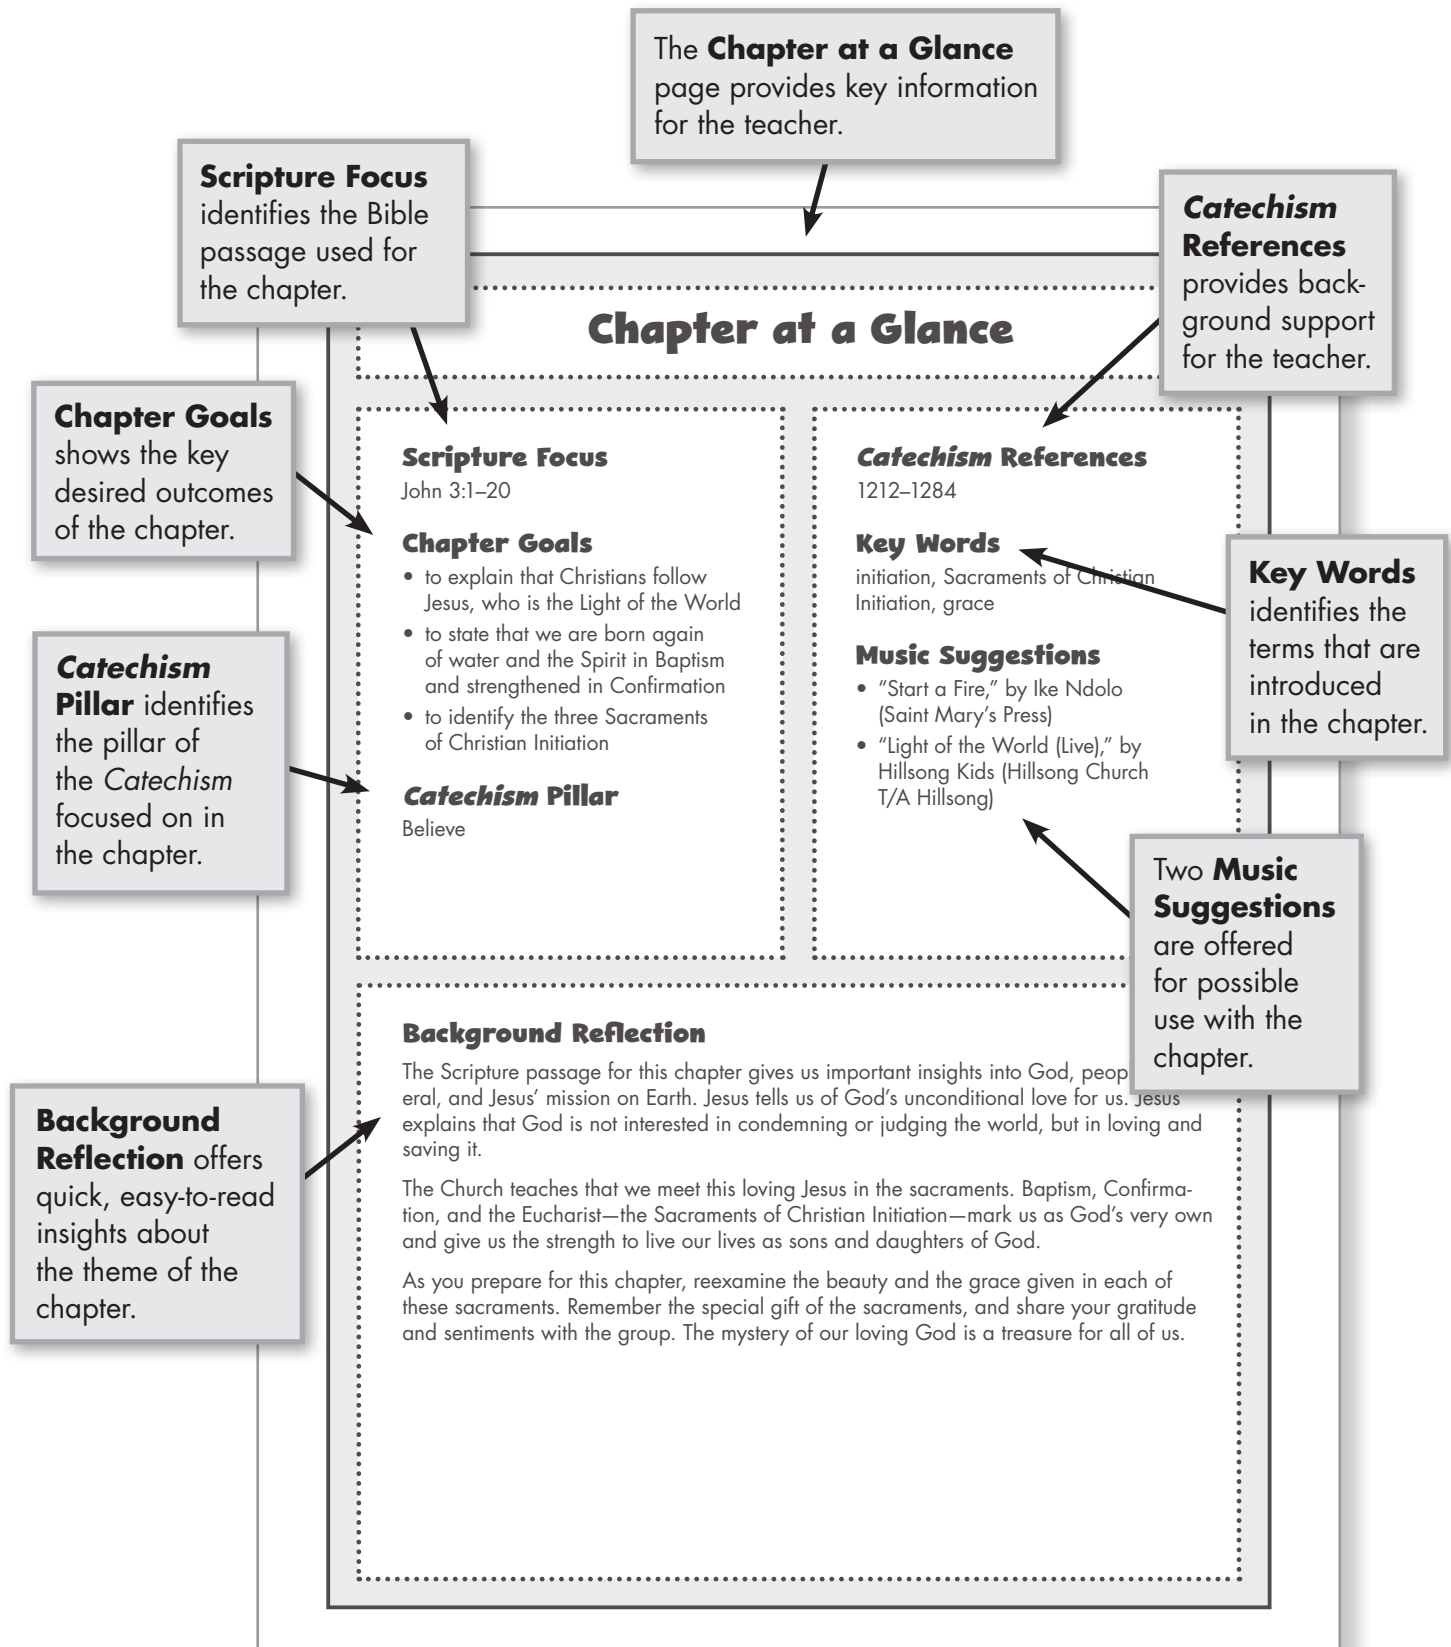 The Chapter at a Glance
page provides key information
for the teacher.
Scripture Focus
identifies the Bible
passage used for
the chapter.
Catechism
References
provides back-
ground support
for the teacher.
Chapter Goals
shows the key
desired outcomes
of the chapter.
Catechism
Pillar identifies
the pillar of
the Catechism
focused on in
the chapter.
Key Words
identifies the
terms that are
introduced
in the chapter.
Two Music
Suggestions
are offered
for possible
use with the
chapter.
Background
Reflection offers
quick, easy-to-read
insights about
the theme of the
chapter.
Chapter at a Glance
Scripture Focus
John 3:1–20
Chapter Goals
• to explain that Christians follow
Jesus, who is the Light of the World
• to state that we are born again
of water and the Spirit in Baptism
and strengthened in Confirmation
• to identify the three Sacraments
of Christian Initiation
Catechism Pillar
Believe
Catechism References
1212–1284
Key Words
initiation, Sacraments of Christian
Initiation, grace
Music Suggestions
• “Start a Fire,” by Ike Ndolo
(Saint Mary’s Press)
• “Light of the World (Live),” by
Hillsong Kids (Hillsong Church
T/A Hillsong)
Background Reflection
The Scripture passage for this chapter gives us important insights into God,
eral, and Jesus’ mission on Earth. Jesus tells us of God’s unconditional love for us. Jesus
explains that God is not interested in condemning or judging the world, but in loving and
saving it.
The Church teaches that we meet this loving Jesus in the sacraments. Baptism, Confirma-
tion, and the Eucharist—the Sacraments of Christian Initiation—mark us as God’s very own
and give us the strength to live our lives as sons and daughters of God.
As you prepare for this chapter, reexamine the beauty and the grace given in each of
these sacraments. Remember the special gift of the sacraments, and share your gratitude
and sentiments with the group. The mystery of our loving God is a treasure for all of us.